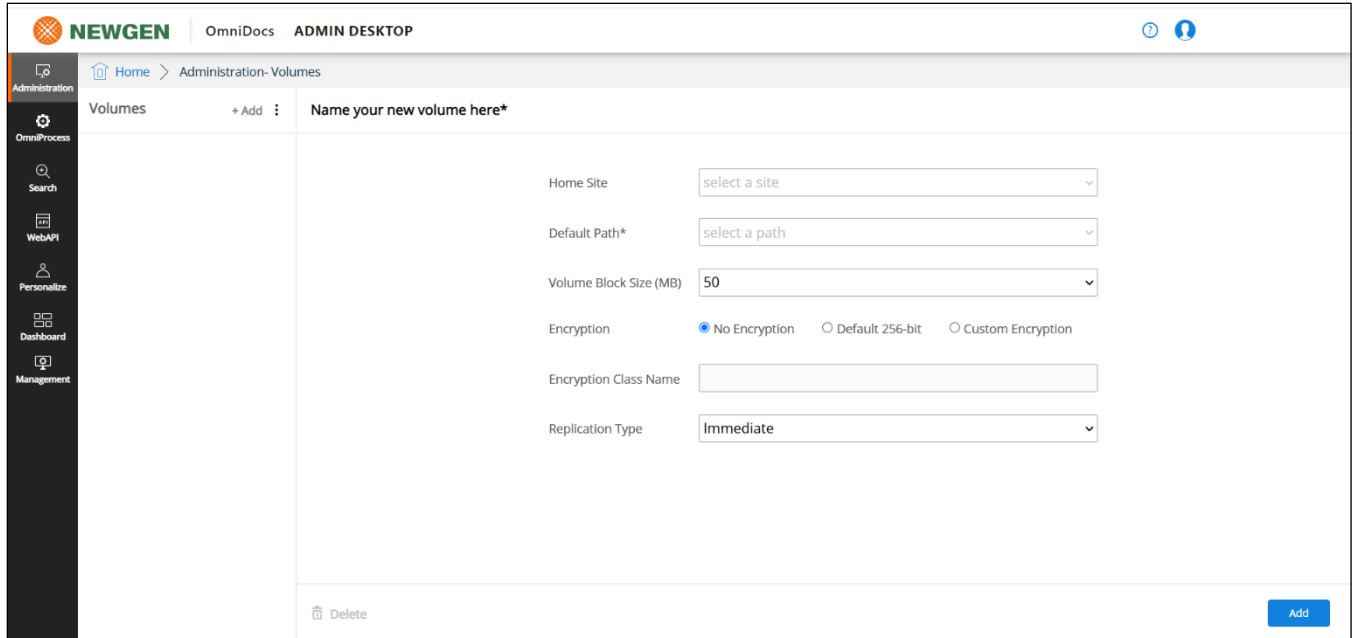 NEWGEN OmniDocs ADMIN DESKTOP
Administration
OmniProcess
Search
API
WebAPI
Personalize
Dashboard
Management
Home > Administration- Volumes
Volumes + Add
Name your new volume here*
Home Site select a site
Default Path* select a path
Volume Block Size (MB) 50
Encryption No Encryption Default 256-bit Custom Encryption
Encryption Class Name
Replication Type Immediate
Delete Add